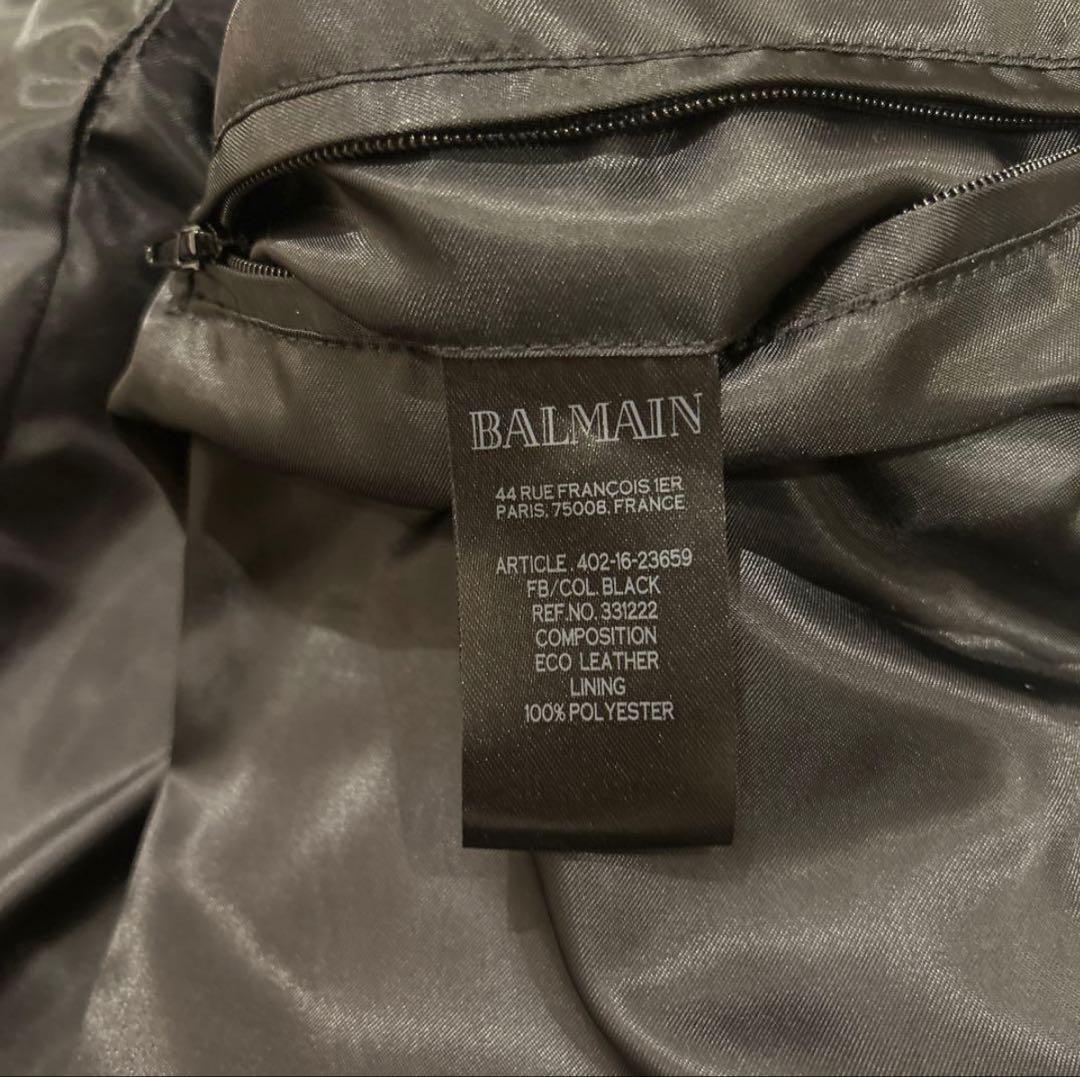 BALMAIN
44 RUE FRANÇOIS 1ER
PARIS, 75008, FRANCE
ARTICLE. 402-16-23659
FB/COL. BLACK
REF.NO. 331222
COMPOSITION
ECO LEATHER
LINING
100% POLYESTER